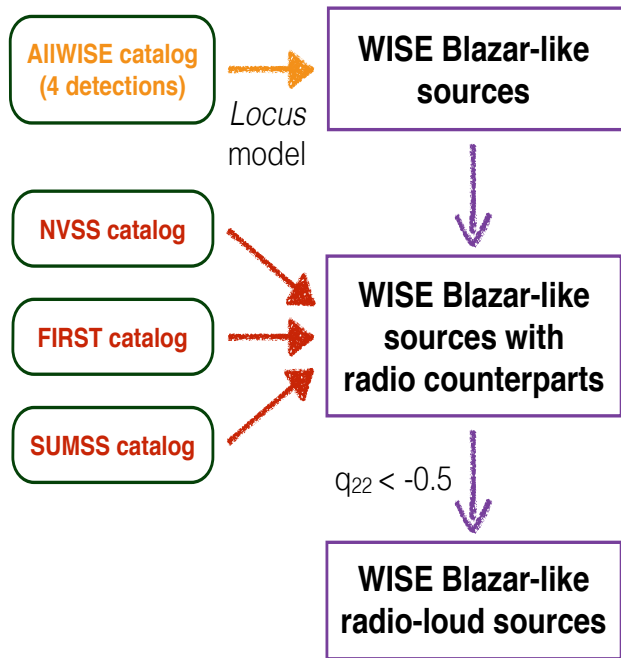 AllWISE catalog
(4 detections)
Locus
model
WISE Blazar-like
sources
NVSS catalog
FIRST catalog
SUMSS catalog
WISE Blazar-like
sources with
radio counterparts
q22 < -0.5
WISE Blazar-like
radio-loud sources